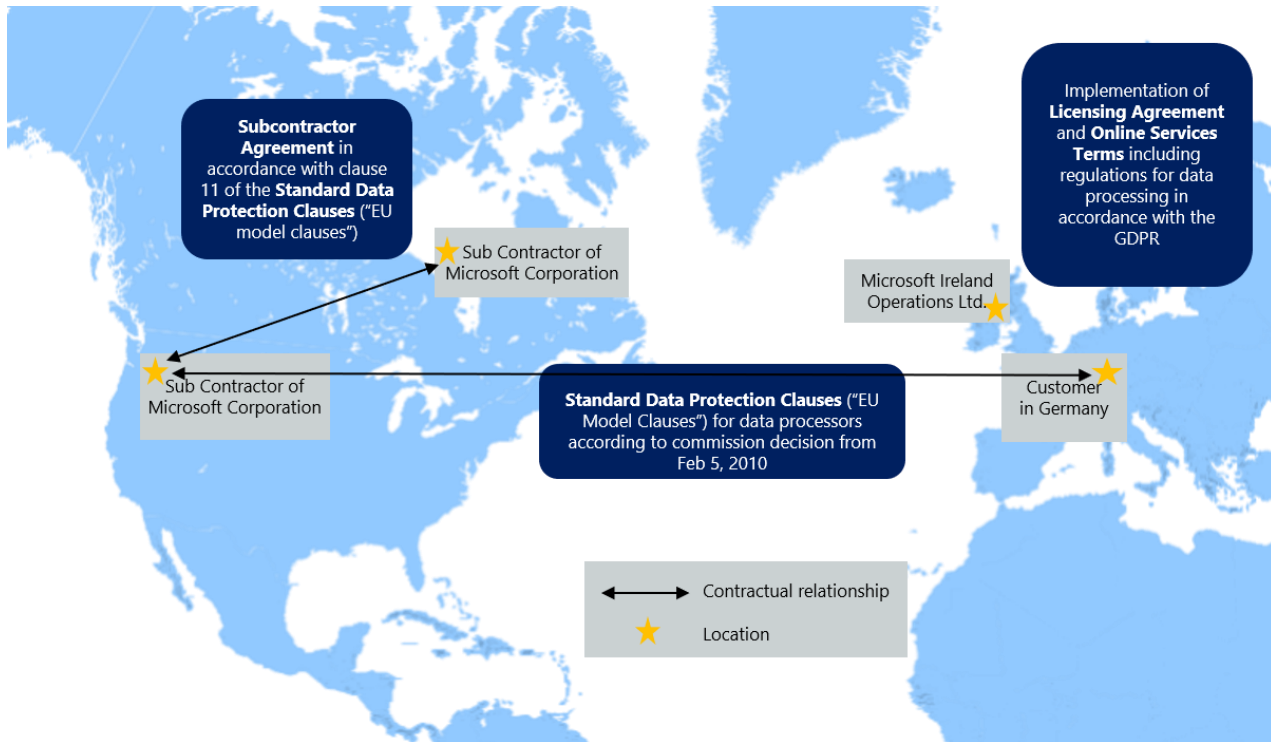 Subcontractor
Agreement in
accordance with clause
11 of the Standard Data
Protection Clauses (“EU
model clauses”)
Implementation of
Licensing Agreement
and Online Services
Terms including
regulations for data
processing in
accordance with the
GDPR
Sub Contractor of
Microsoft Corporation
Microsoft Ireland
Operations Ltd.
Sub Contractor of
Microsoft Corporation
Standard Data Protection Clauses (“EU
Model Clauses”) for data processors
according to commission decision from
Feb 5, 2010
Customer
in Germany
Contractual relationship
Location